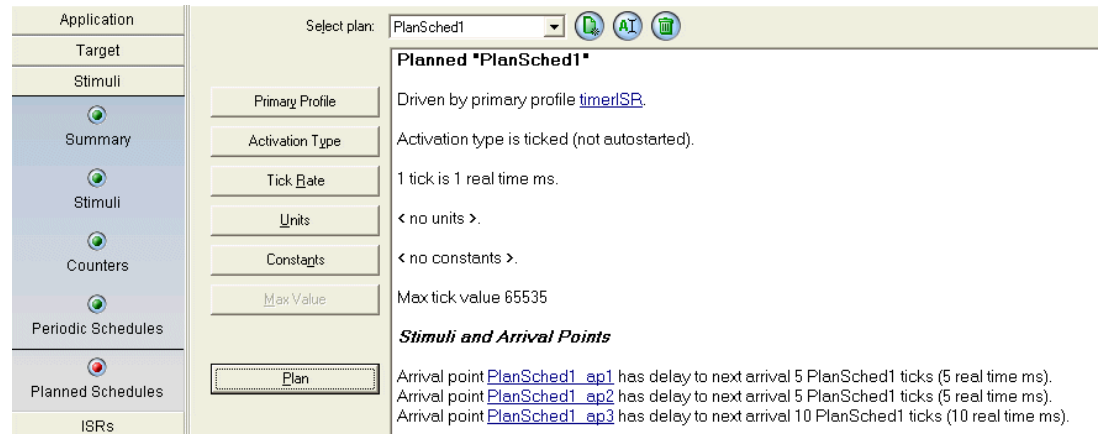 Application
Target
Stimuli
Summary
Stimuli
Counters
Periodic Schedules
Planned Schedules
ISRs
Select plan: PlanSched1
AI
Primary Profile
Activation Type
Tick Rate
Units
Constants
Max Value
Plan
Planned "PlanSched1"
Driven by primary profile timerISR.
Activation type is ticked (not autostarted).
1 tick is 1 real time ms.
< no units >.
< no constants >.
Max tick value 65535
Stimuli and Arrival Points
Arrival point PlanSched1_ap1 has delay to next arrival 5 PlanSched1 ticks (5 real time ms).
Arrival point PlanSched1_ap2 has delay to next arrival 5 PlanSched1 ticks (5 real time ms).
Arrival point PlanSched1_ap3 has delay to next arrival 10 PlanSched1 ticks (10 real time ms).